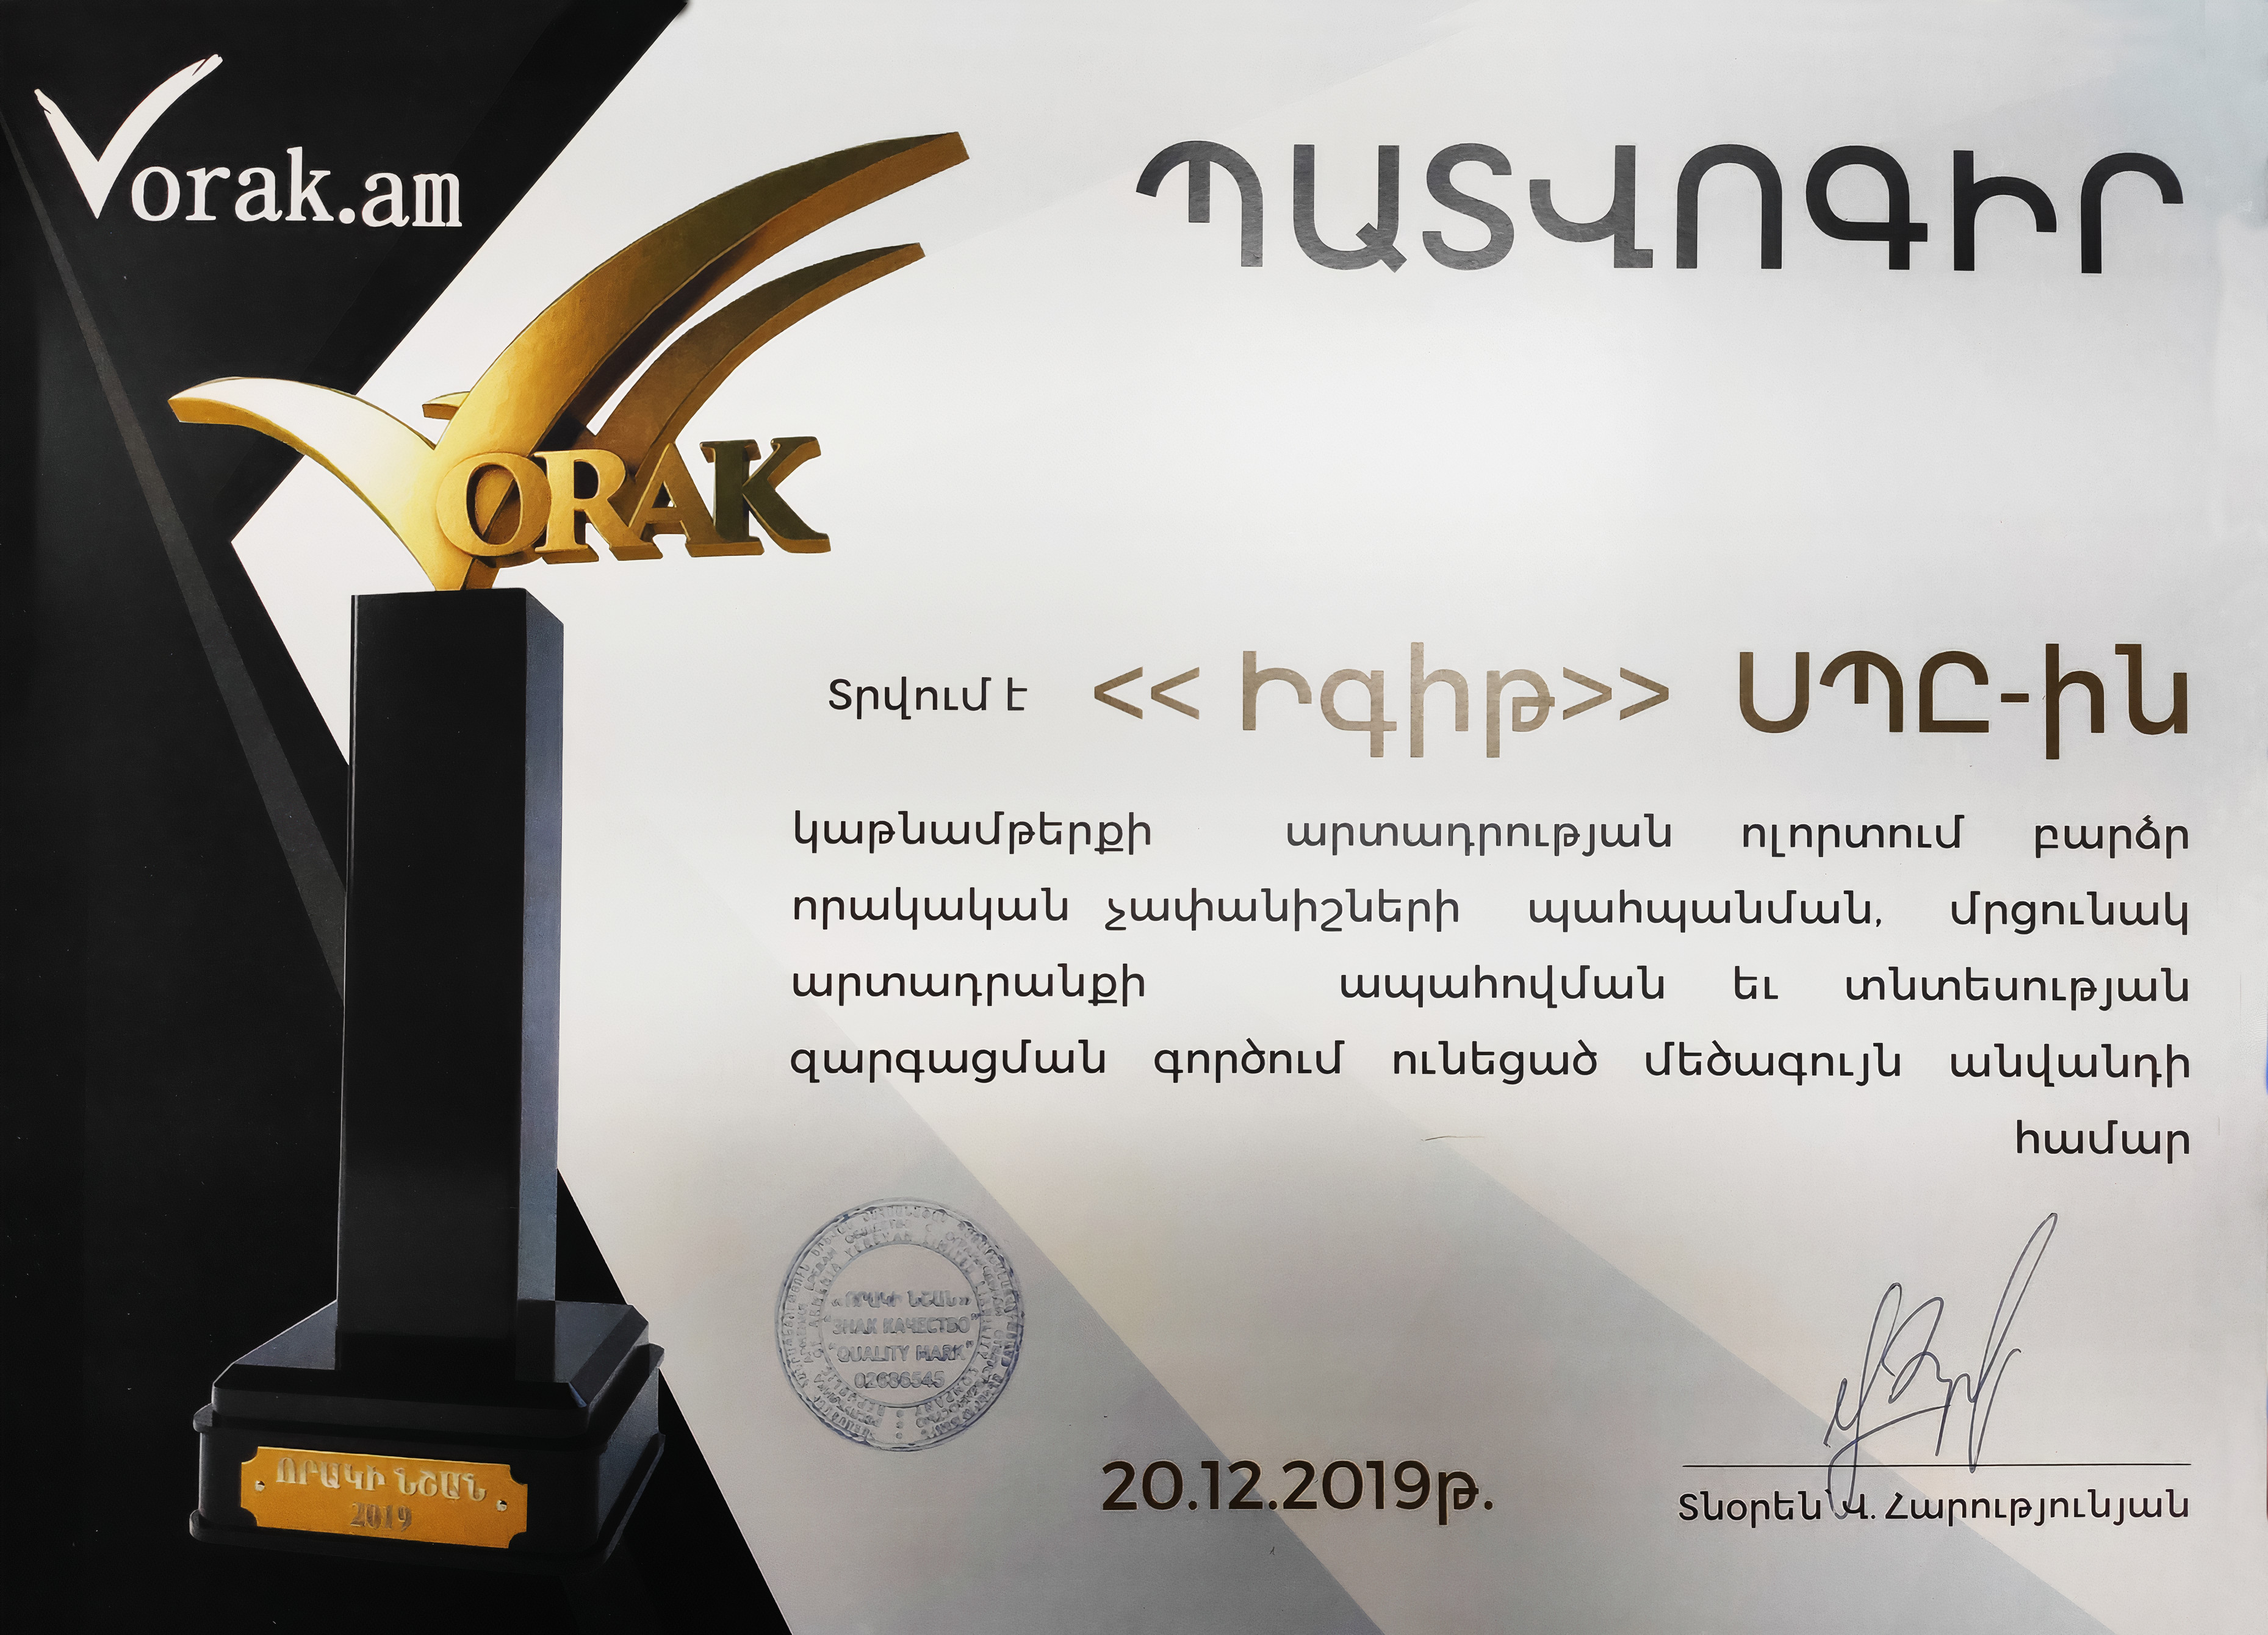 Vorak.am
ՊԱՏՎՈԳԻՐ
VORAK
Տրվում է << Իգիթ>> ՍՊԸ-ին
կաթնամթերքի արտադրության ոլորտում բարձր
որակական չափանիշների պահպանման, մրցունակ
արտադրանքի ապահովման եւ տնտեսության
զարգացման գործում ունեցած մեծագույն ավանդի
համար
«ՈՐԱԿԻ ՆՇԱՆ»
"ЗНАК КАЧЕСТВО"
"QUALITY MARK"
02686545
ՈՐԱԿԻ ՆՇԱՆ
2019
20.12.2019թ.
Տնօրեն՝ Վ. Հարությունյան